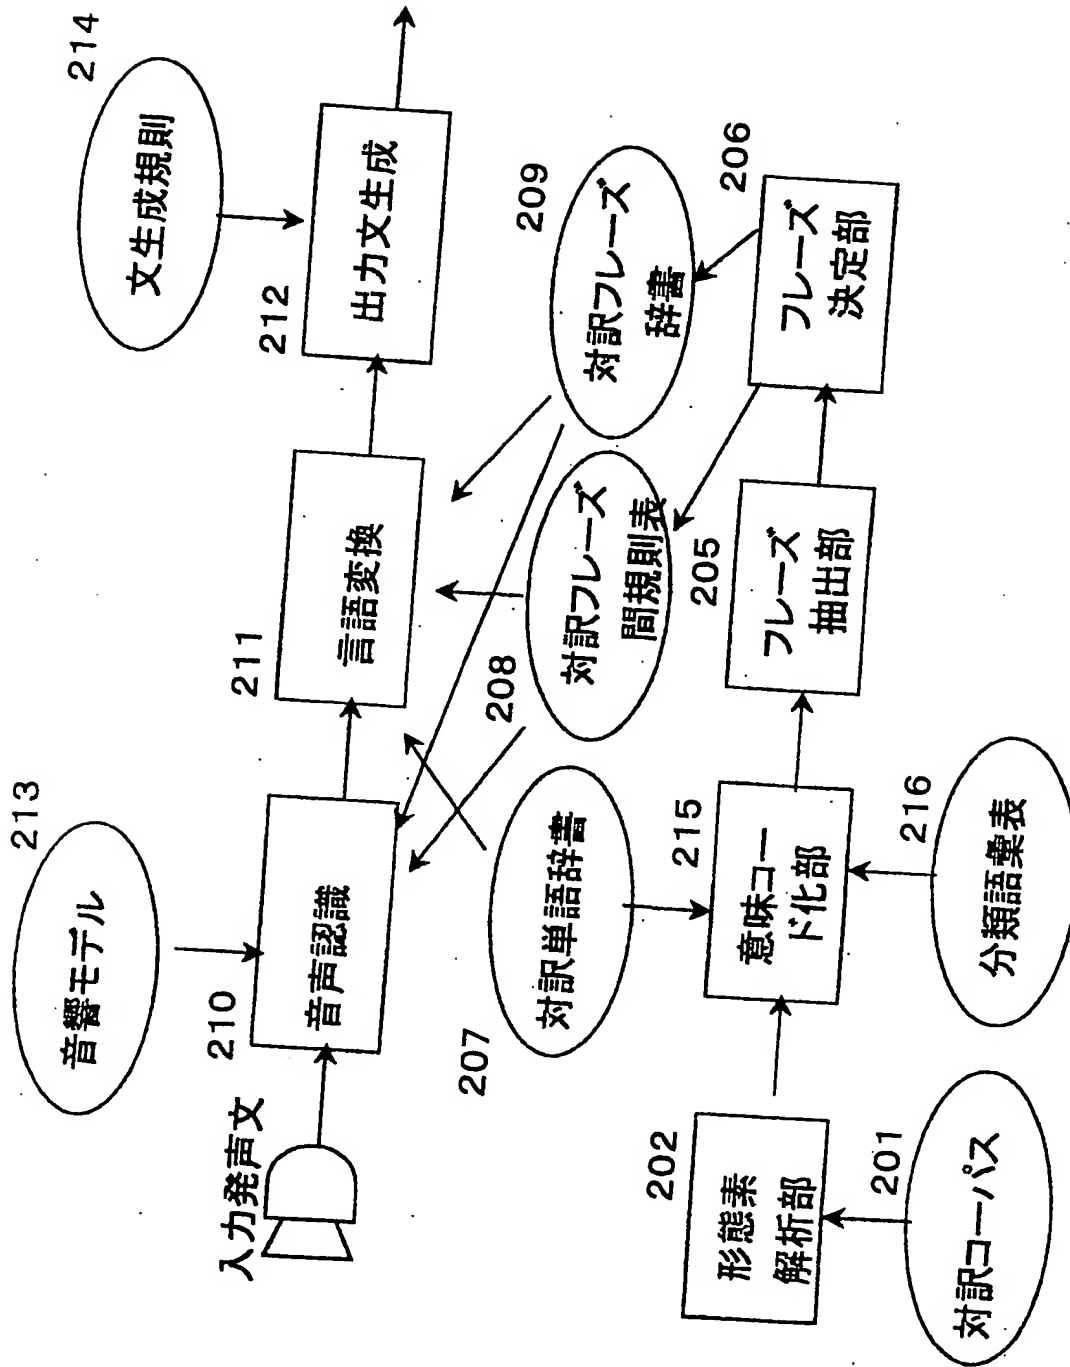 213
音響モデル
214
文生成規則
入力発声文
210
音声認識
211
言語変換
212
出力文生成
207
対訳単語辞書
208
対訳フレーズ
間規則表
209
対訳フレーズ
辞書
202
形態素
解析部
215
意味コー
ド化部
205
フレーズ
抽出部
206
フレーズ
決定部
201
対訳コーパス
216
分類語彙表